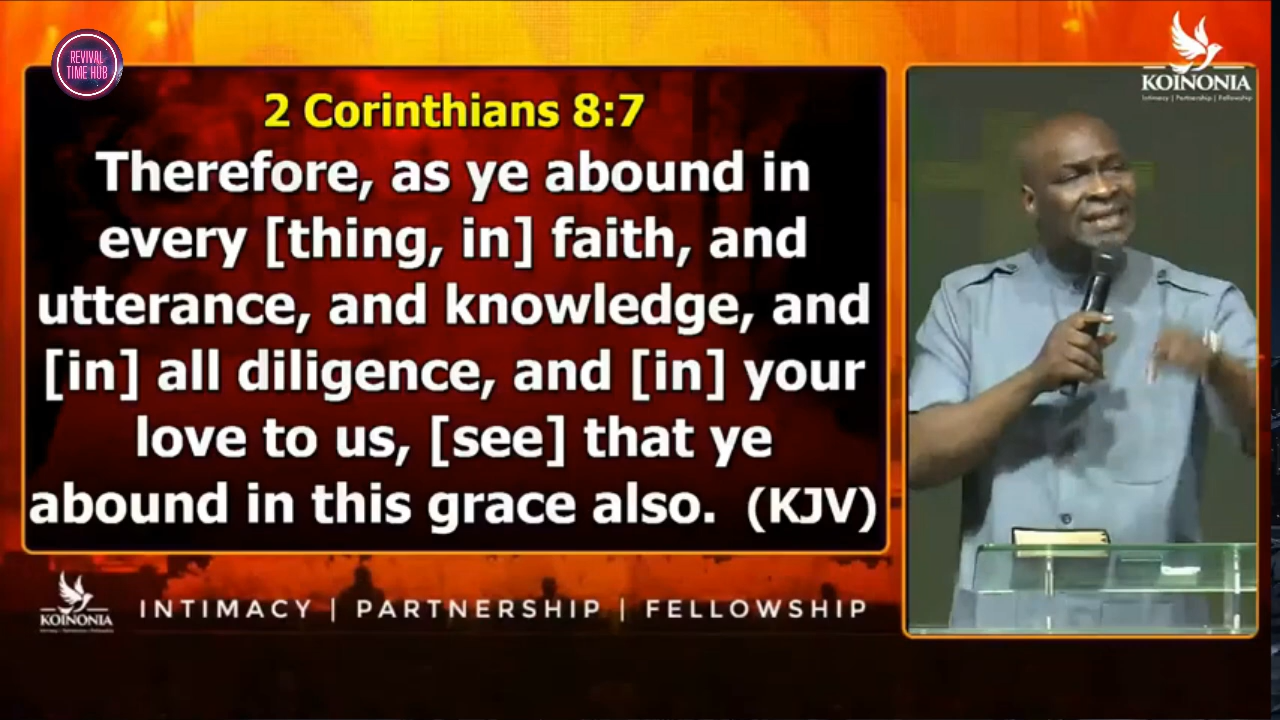 REVIVAL
TIME HUB
KOINONIA
Intimacy | Partnership | Fellowship
2 Corinthians 8:7
Therefore, as ye abound in
every [thing, in] faith, and
utterance, and knowledge, and
[in] all diligence, and [in] your
love to us, [see] that ye
abound in this grace also. (KJV)
KOINONIA
INTIMACY | PARTNERSHIP | FELLOWSHIP